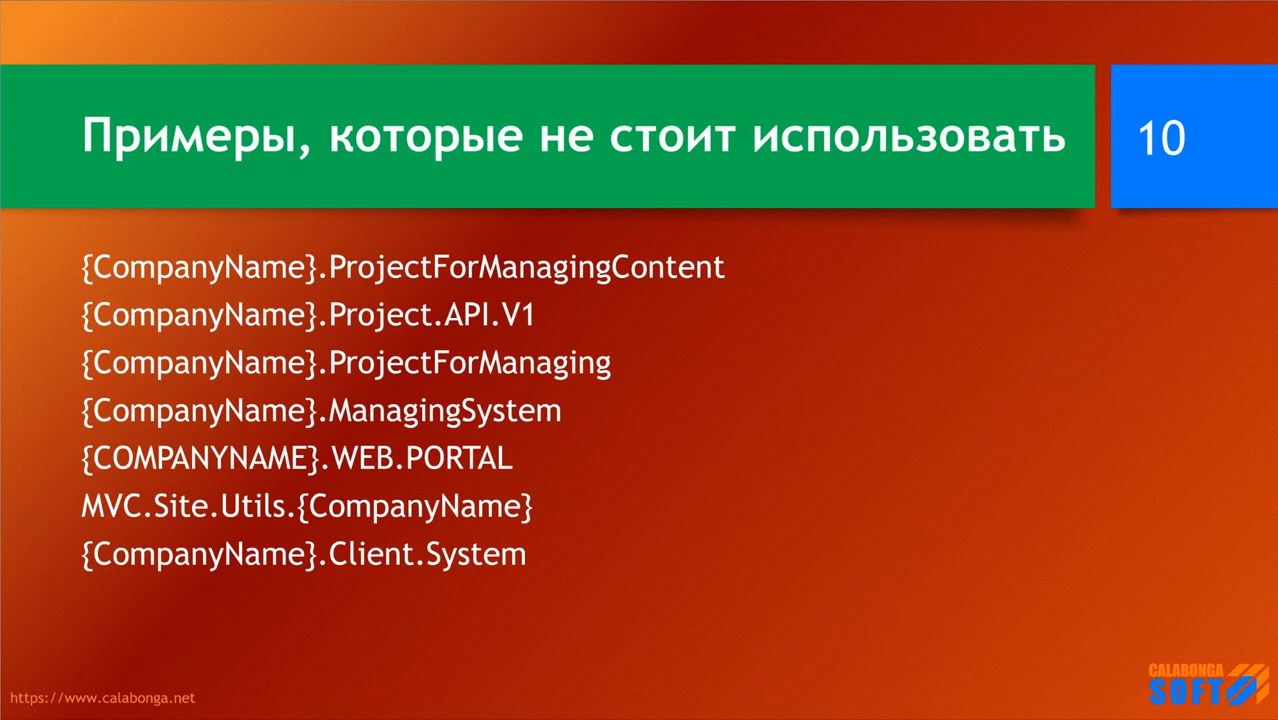 Примеры, которые не стоит использовать
10
{CompanyName}.ProjectForManagingContent
{CompanyName}.Project.API.V1
{CompanyName}.ProjectForManaging
{CompanyName}.ManagingSystem
{COMPANYNAME}.WEB.PORTAL
MVC.Site.Utils.{CompanyName}
{CompanyName}.Client.System
https://www.calabonga.net
CALABONGA
SOFT